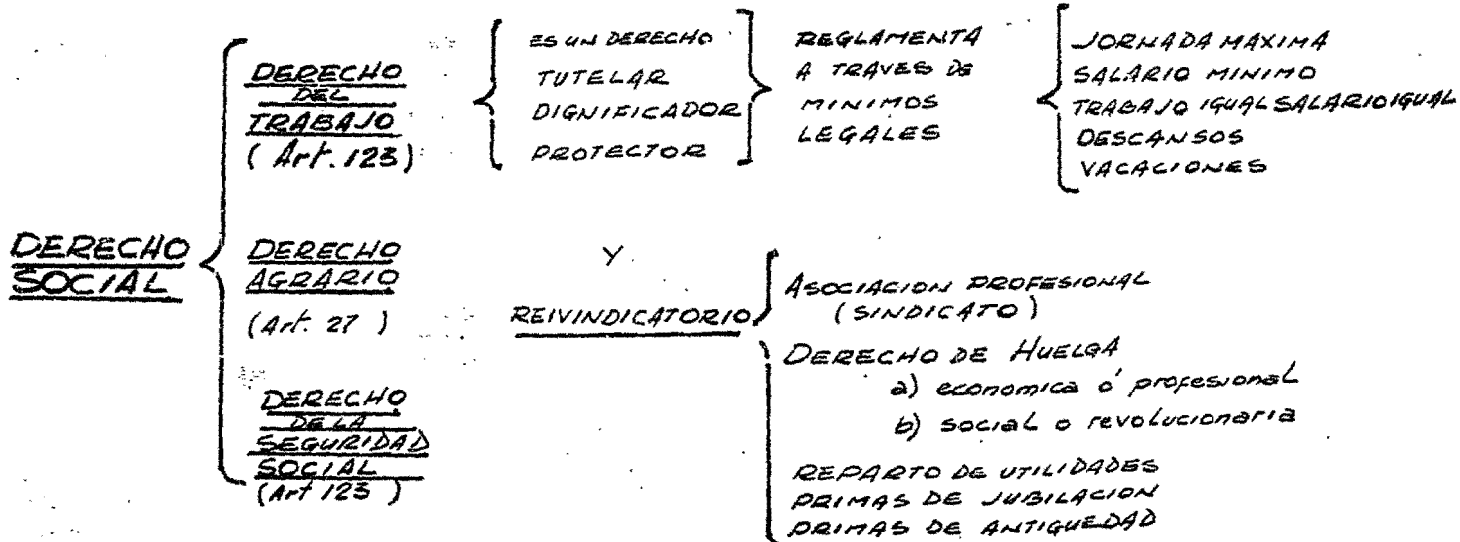 DERECHO
SOCIAL
DERECHO
DEL
TRABAJO
(Art. 123)
ES UN DERECHO
TUTELAR
DIGNIFICADOR
PROTECTOR
REGLAMENTA
A TRAVES DE
MINIMOS
LEGALES
JORNADA MAXIMA
SALARIO MINIMO
TRABAJO IGUAL SALARIO IGUAL
DESCANSOS
VACACIONES
DERECHO
AGRARIO
(Art. 27 )
Y
REIVINDICATORIO
ASOCIACION PROFESIONAL
(SINDICATO)
DERECHO DE HUELGA
a) economica ó profesional
b) social o revolucionaria
REPARTO DE UTILIDADES
PRIMAS DE JUBILACION
PRIMAS DE ANTIGUEDAD
DERECHO
DE LA
SEGURIDAD
SOCIAL
(Art 123 )